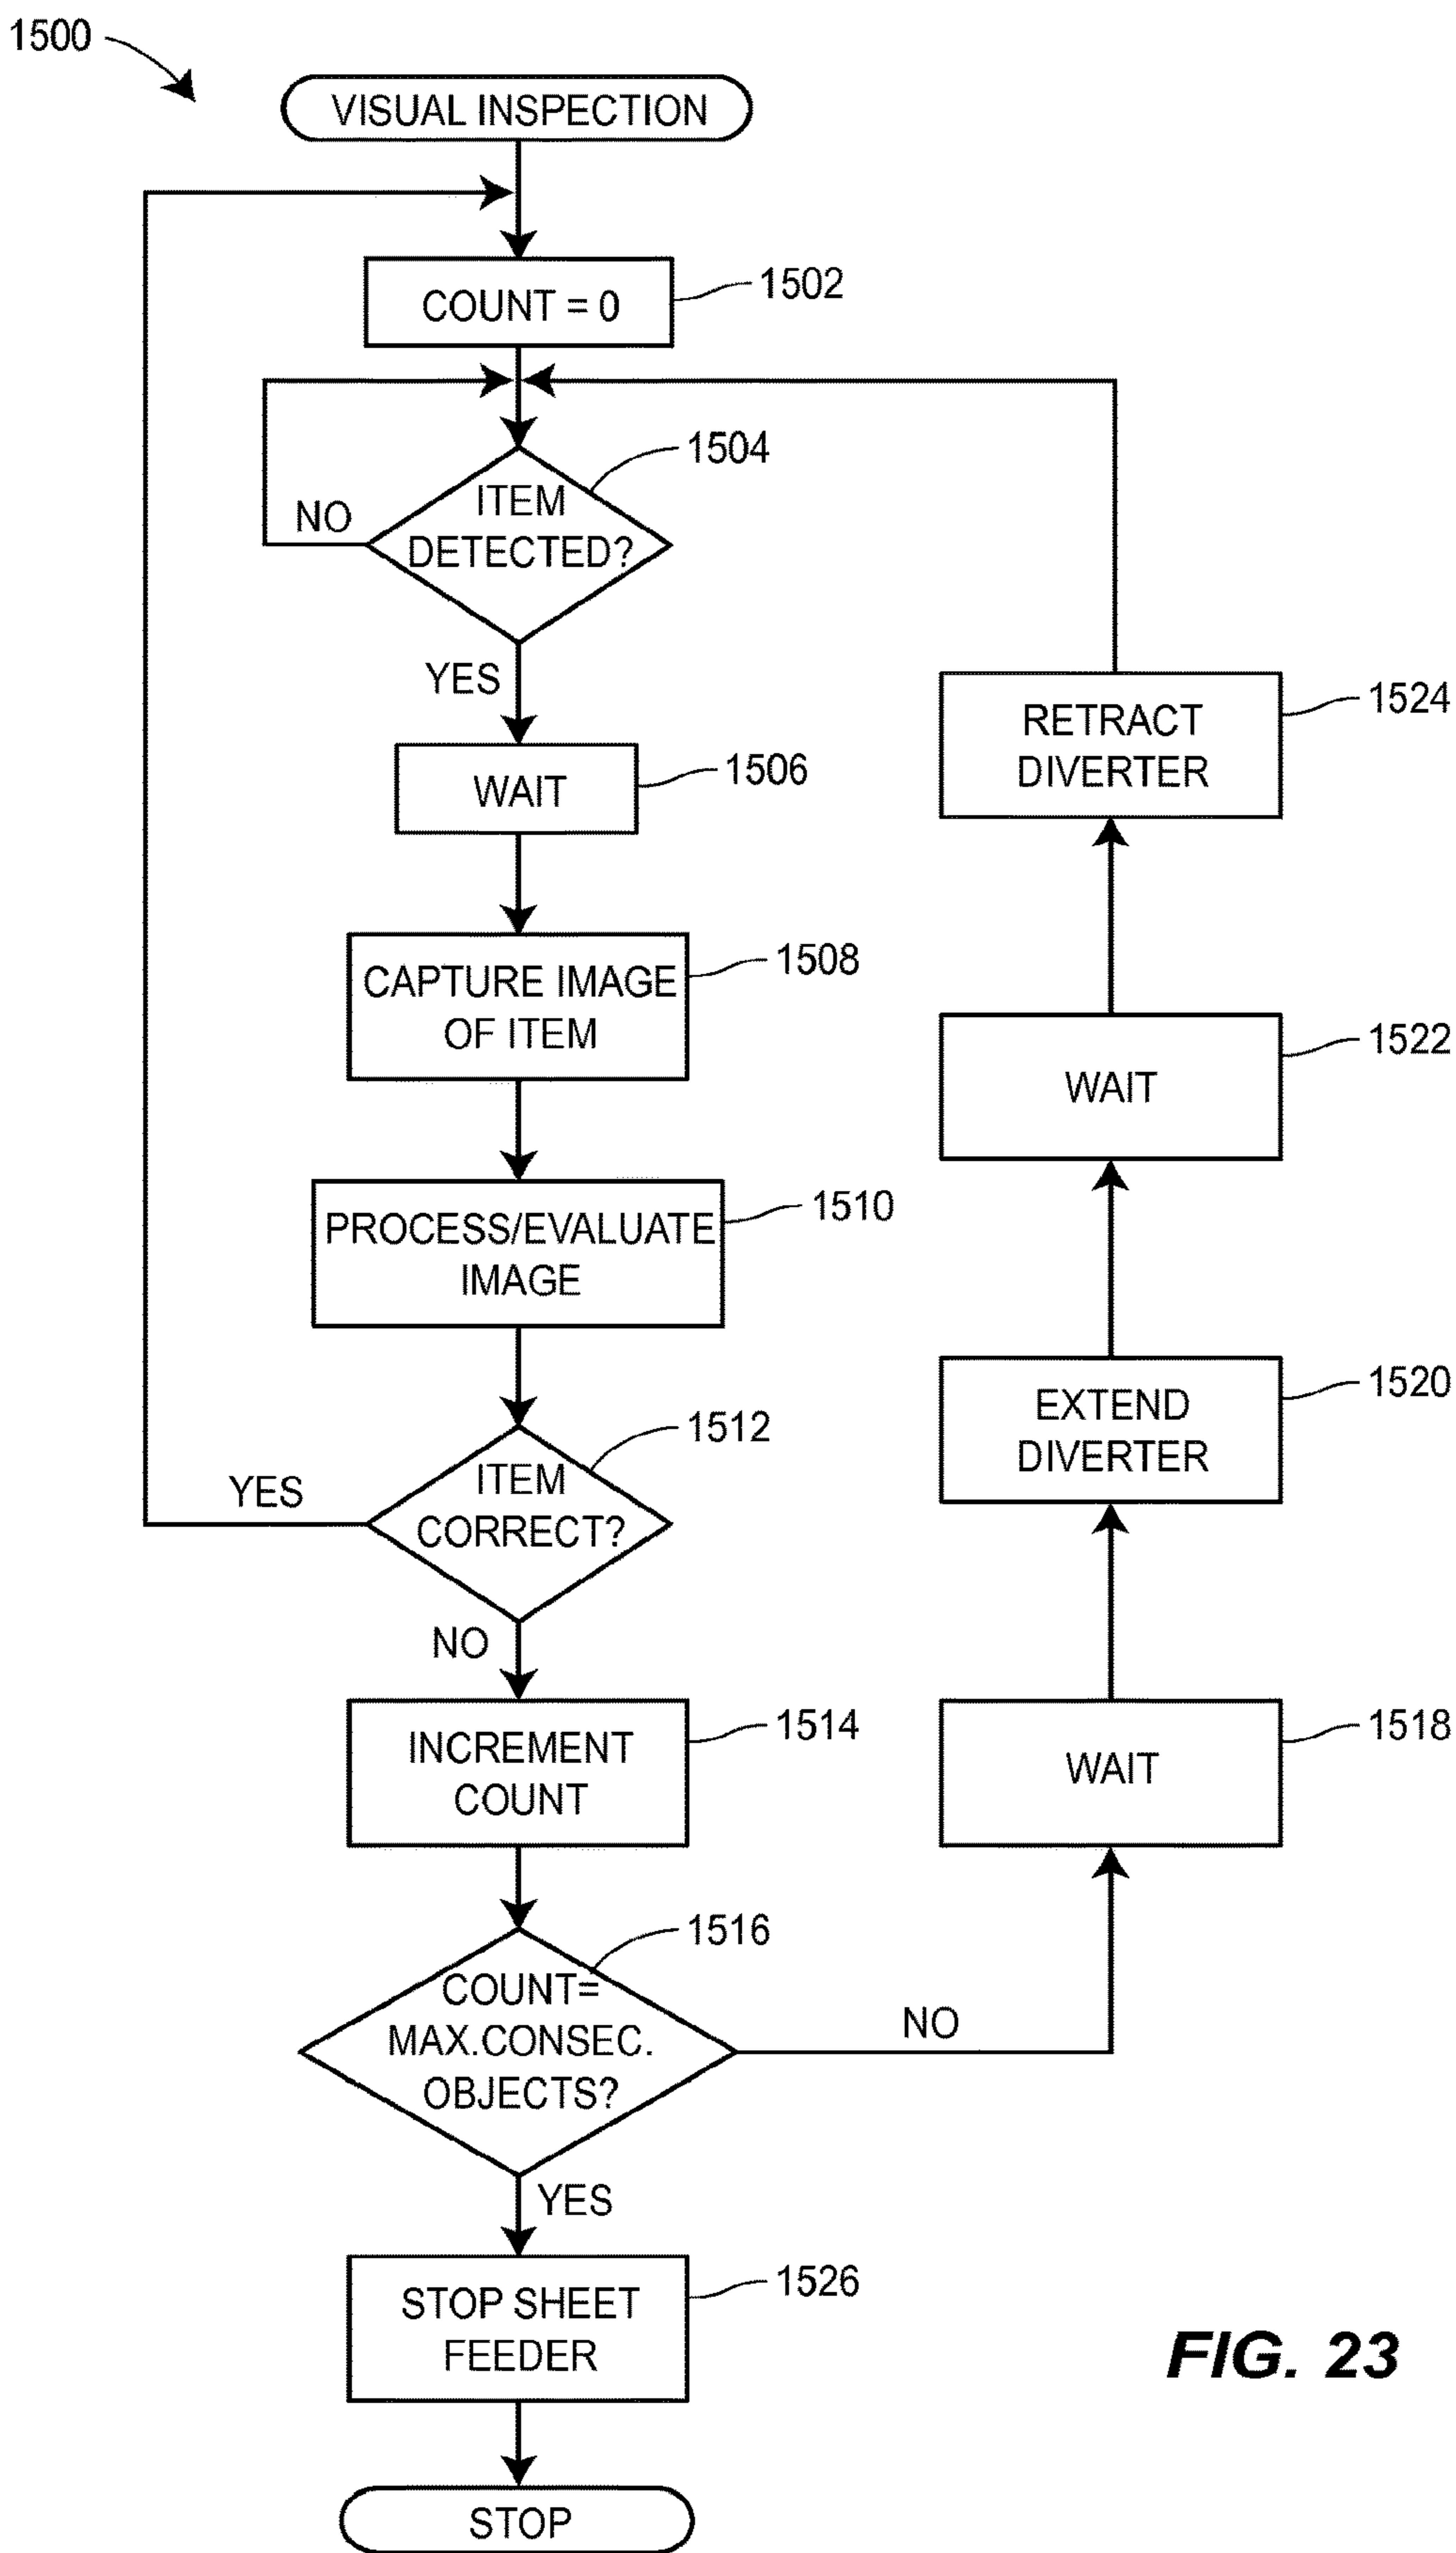 1500
VISUAL INSPECTION
COUNT = 0
1502
ITEM
DETECTED?
1504
NO
YES
WAIT
1506
CAPTURE IMAGE
OF ITEM
1508
PROCESS/EVALUATE
IMAGE
1510
ITEM
CORRECT?
1512
YES
NO
INCREMENT
COUNT
1514
COUNT=
MAX.CONSEC.
OBJECTS?
1516
NO
YES
WAIT
1518
EXTEND
DIVERTER
1520
WAIT
1522
RETRACT
DIVERTER
1524
STOP SHEET
FEEDER
1526
STOP
FIG. 23